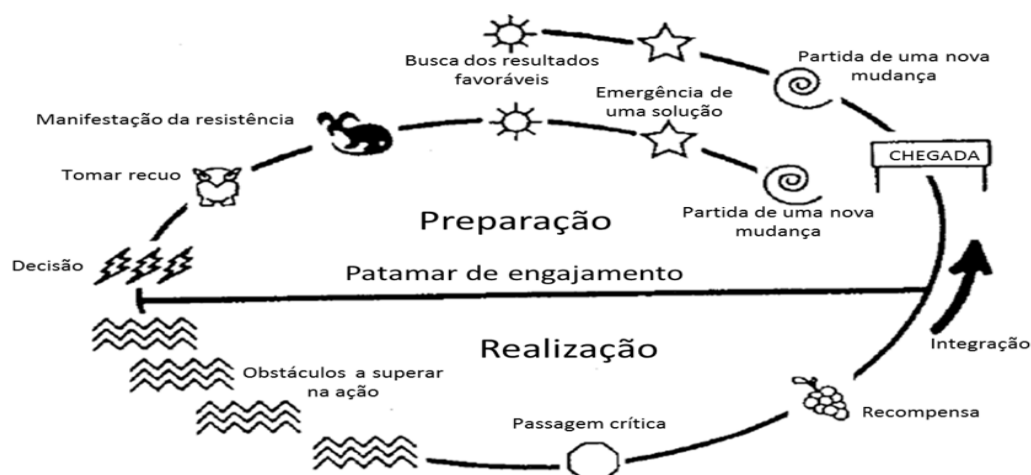 Busca dos resultados
favoráveis
Partida de uma nova
mudança
Emergência de
uma solução
Manifestação da resistência
CHEGADA
Tomar recuo
Partida de uma nova
mudança
Preparação
Decisão
Patamar de engajamento
Realização
Integração
Obstáculos a superar
na ação
Recompensa
Passagem crítica